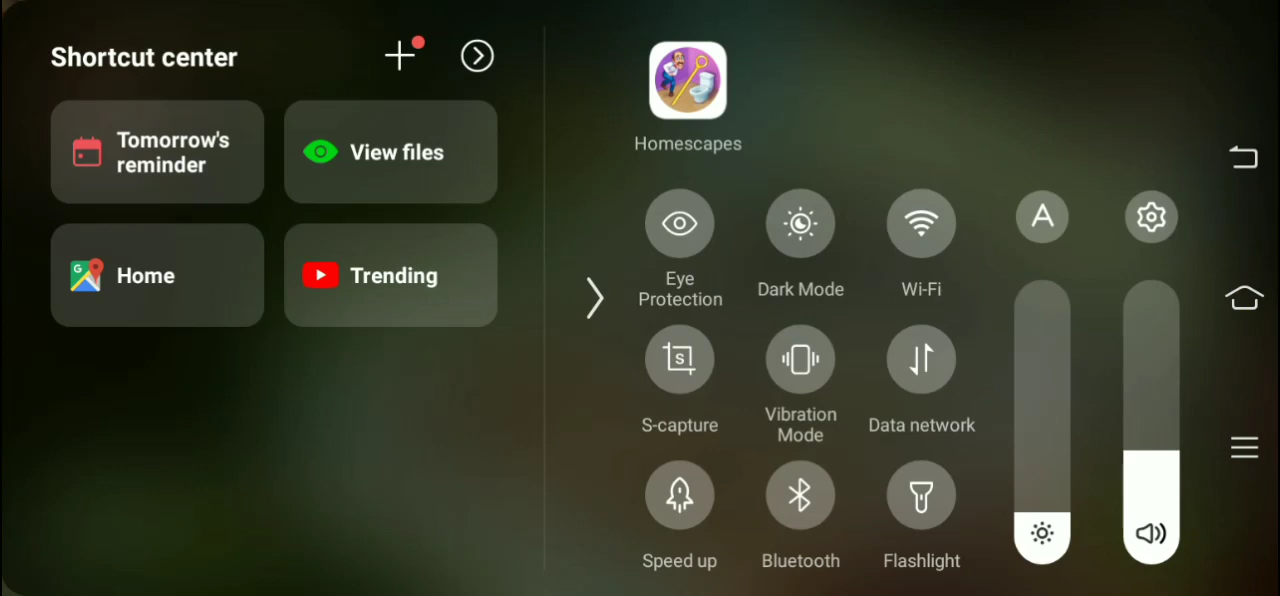 Shortcut center
Tomorrow's
reminder
View files
Home
Trending
Homescapes
Eye
Protection
Dark Mode
Wi-Fi
A
S
S-capture
Vibration
Mode
Data network
Speed up
Bluetooth
Flashlight